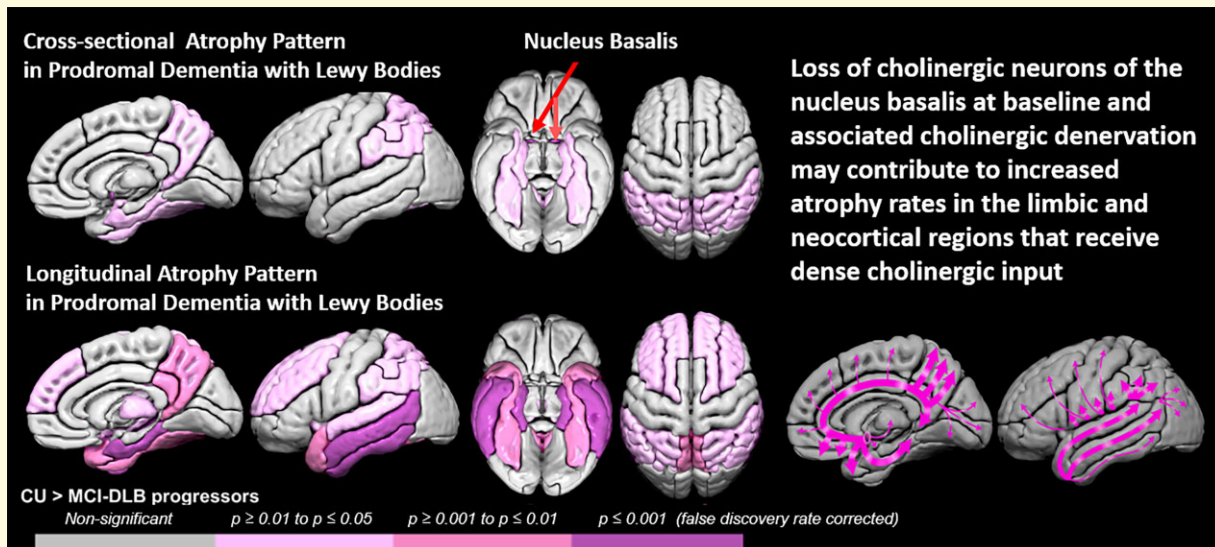 Cross-sectional Atrophy Pattern
in Prodromal Dementia with Lewy Bodies
Nucleus Basalis
Loss of cholinergic neurons of the
nucleus basalis at baseline and
associated cholinergic denervation
may contribute to increased
atrophy rates in the limbic and
neocortical regions that receive
dense cholinergic input
Longitudinal Atrophy Pattern
in Prodromal Dementia with Lewy Bodies
CU > MCI-DLB progressors
Non-significant
p ≥ 0.01 to p ≤ 0.05
p ≥ 0.001 to p ≤ 0.01
p ≤ 0.001 (false discovery rate corrected)